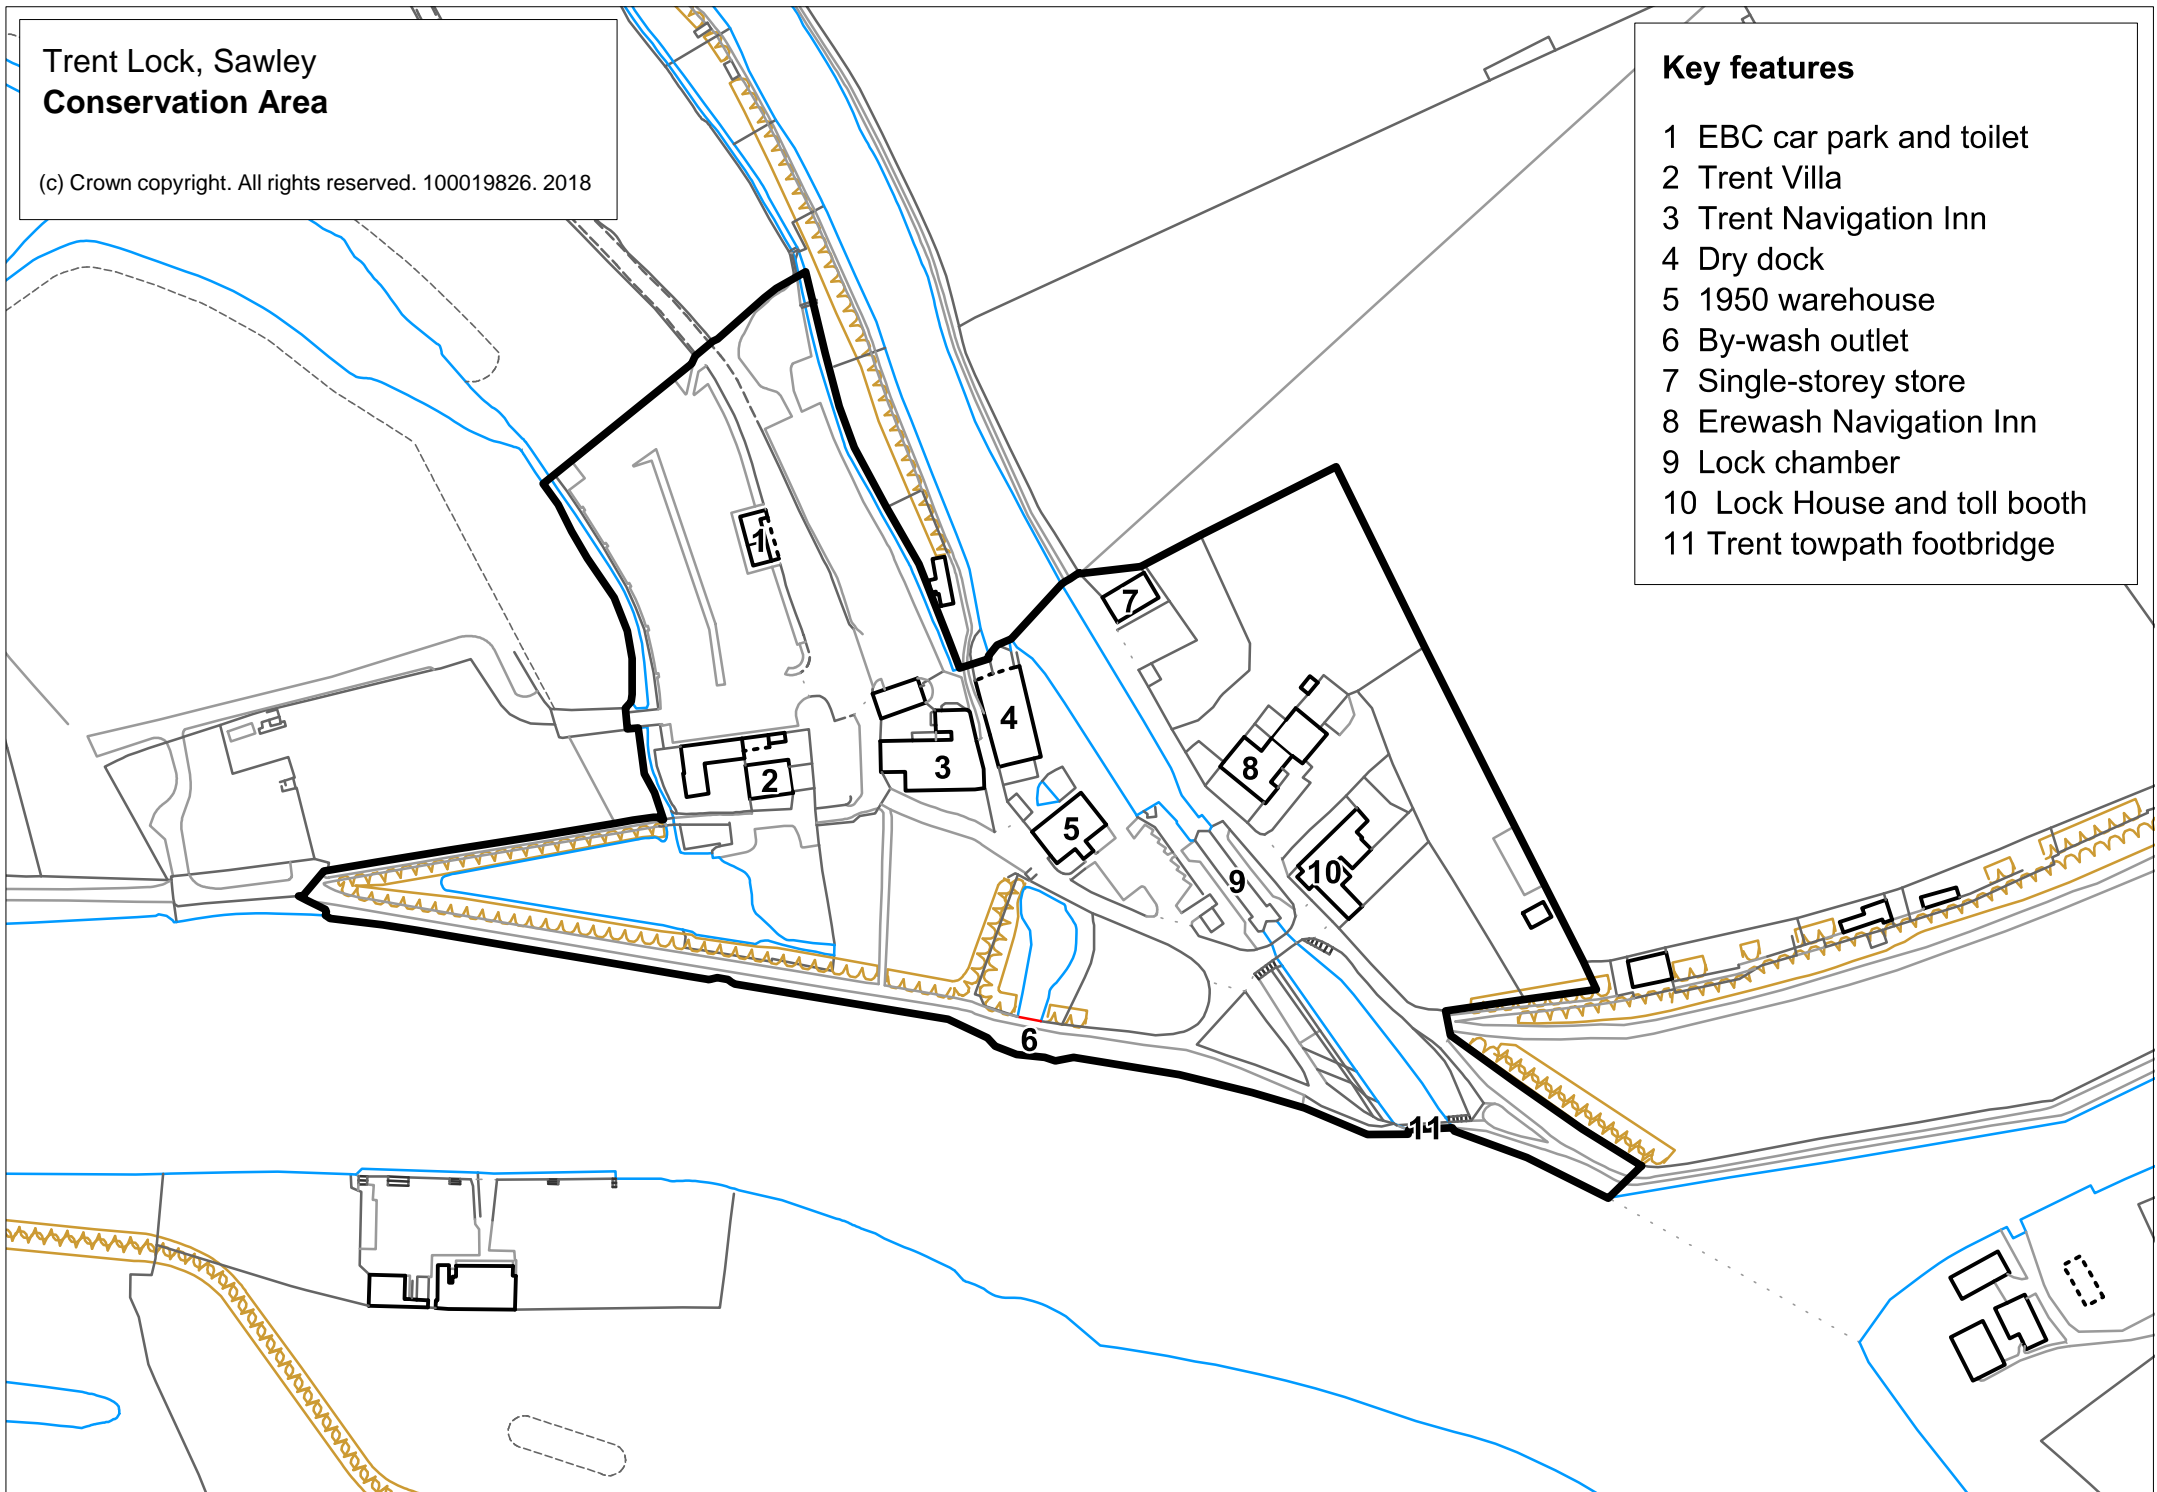 Trent Lock, Sawley
Conservation Area
(c) Crown copyright. All rights reserved. 100019826. 2018
Key features
1 EBC car park and toilet
2 Trent Villa
3 Trent Navigation Inn
4 Dry dock
5 1950 warehouse
6 By-wash outlet
7 Single-storey store
8 Erewash Navigation Inn
9 Lock chamber
10 Lock House and toll booth
11 Trent towpath footbridge
1
7
4
3
8
2
5
10
9
6
11